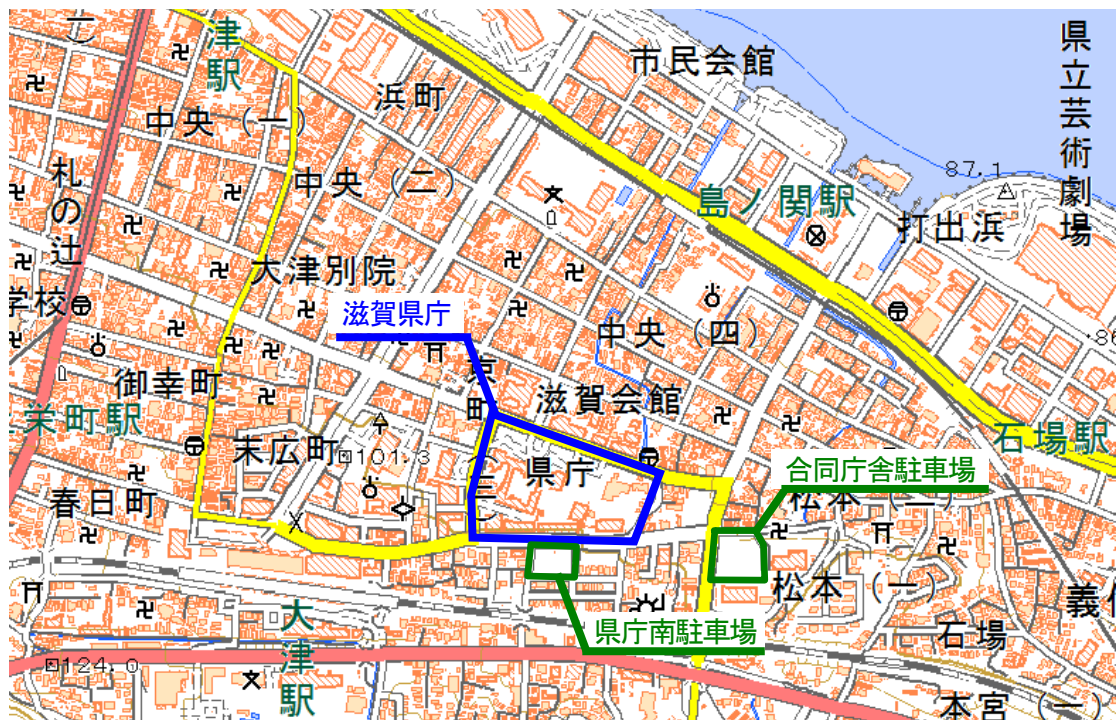 津駅
市民会館
県立芸術劇場
浜町
中央(一)
中央(二)
87.1
札の辻
島ノ関駅
打出浜
大津別院
学校
滋賀県庁
中央(四)
京町(三)
御幸町
滋賀会館
栄町駅
石場駅
末広町
101.3
県庁
合同庁舎駐車場
春日町
松本(二)
松本(一)
義
大津駅
県庁南駐車場
石場
124.0
本宮(一)